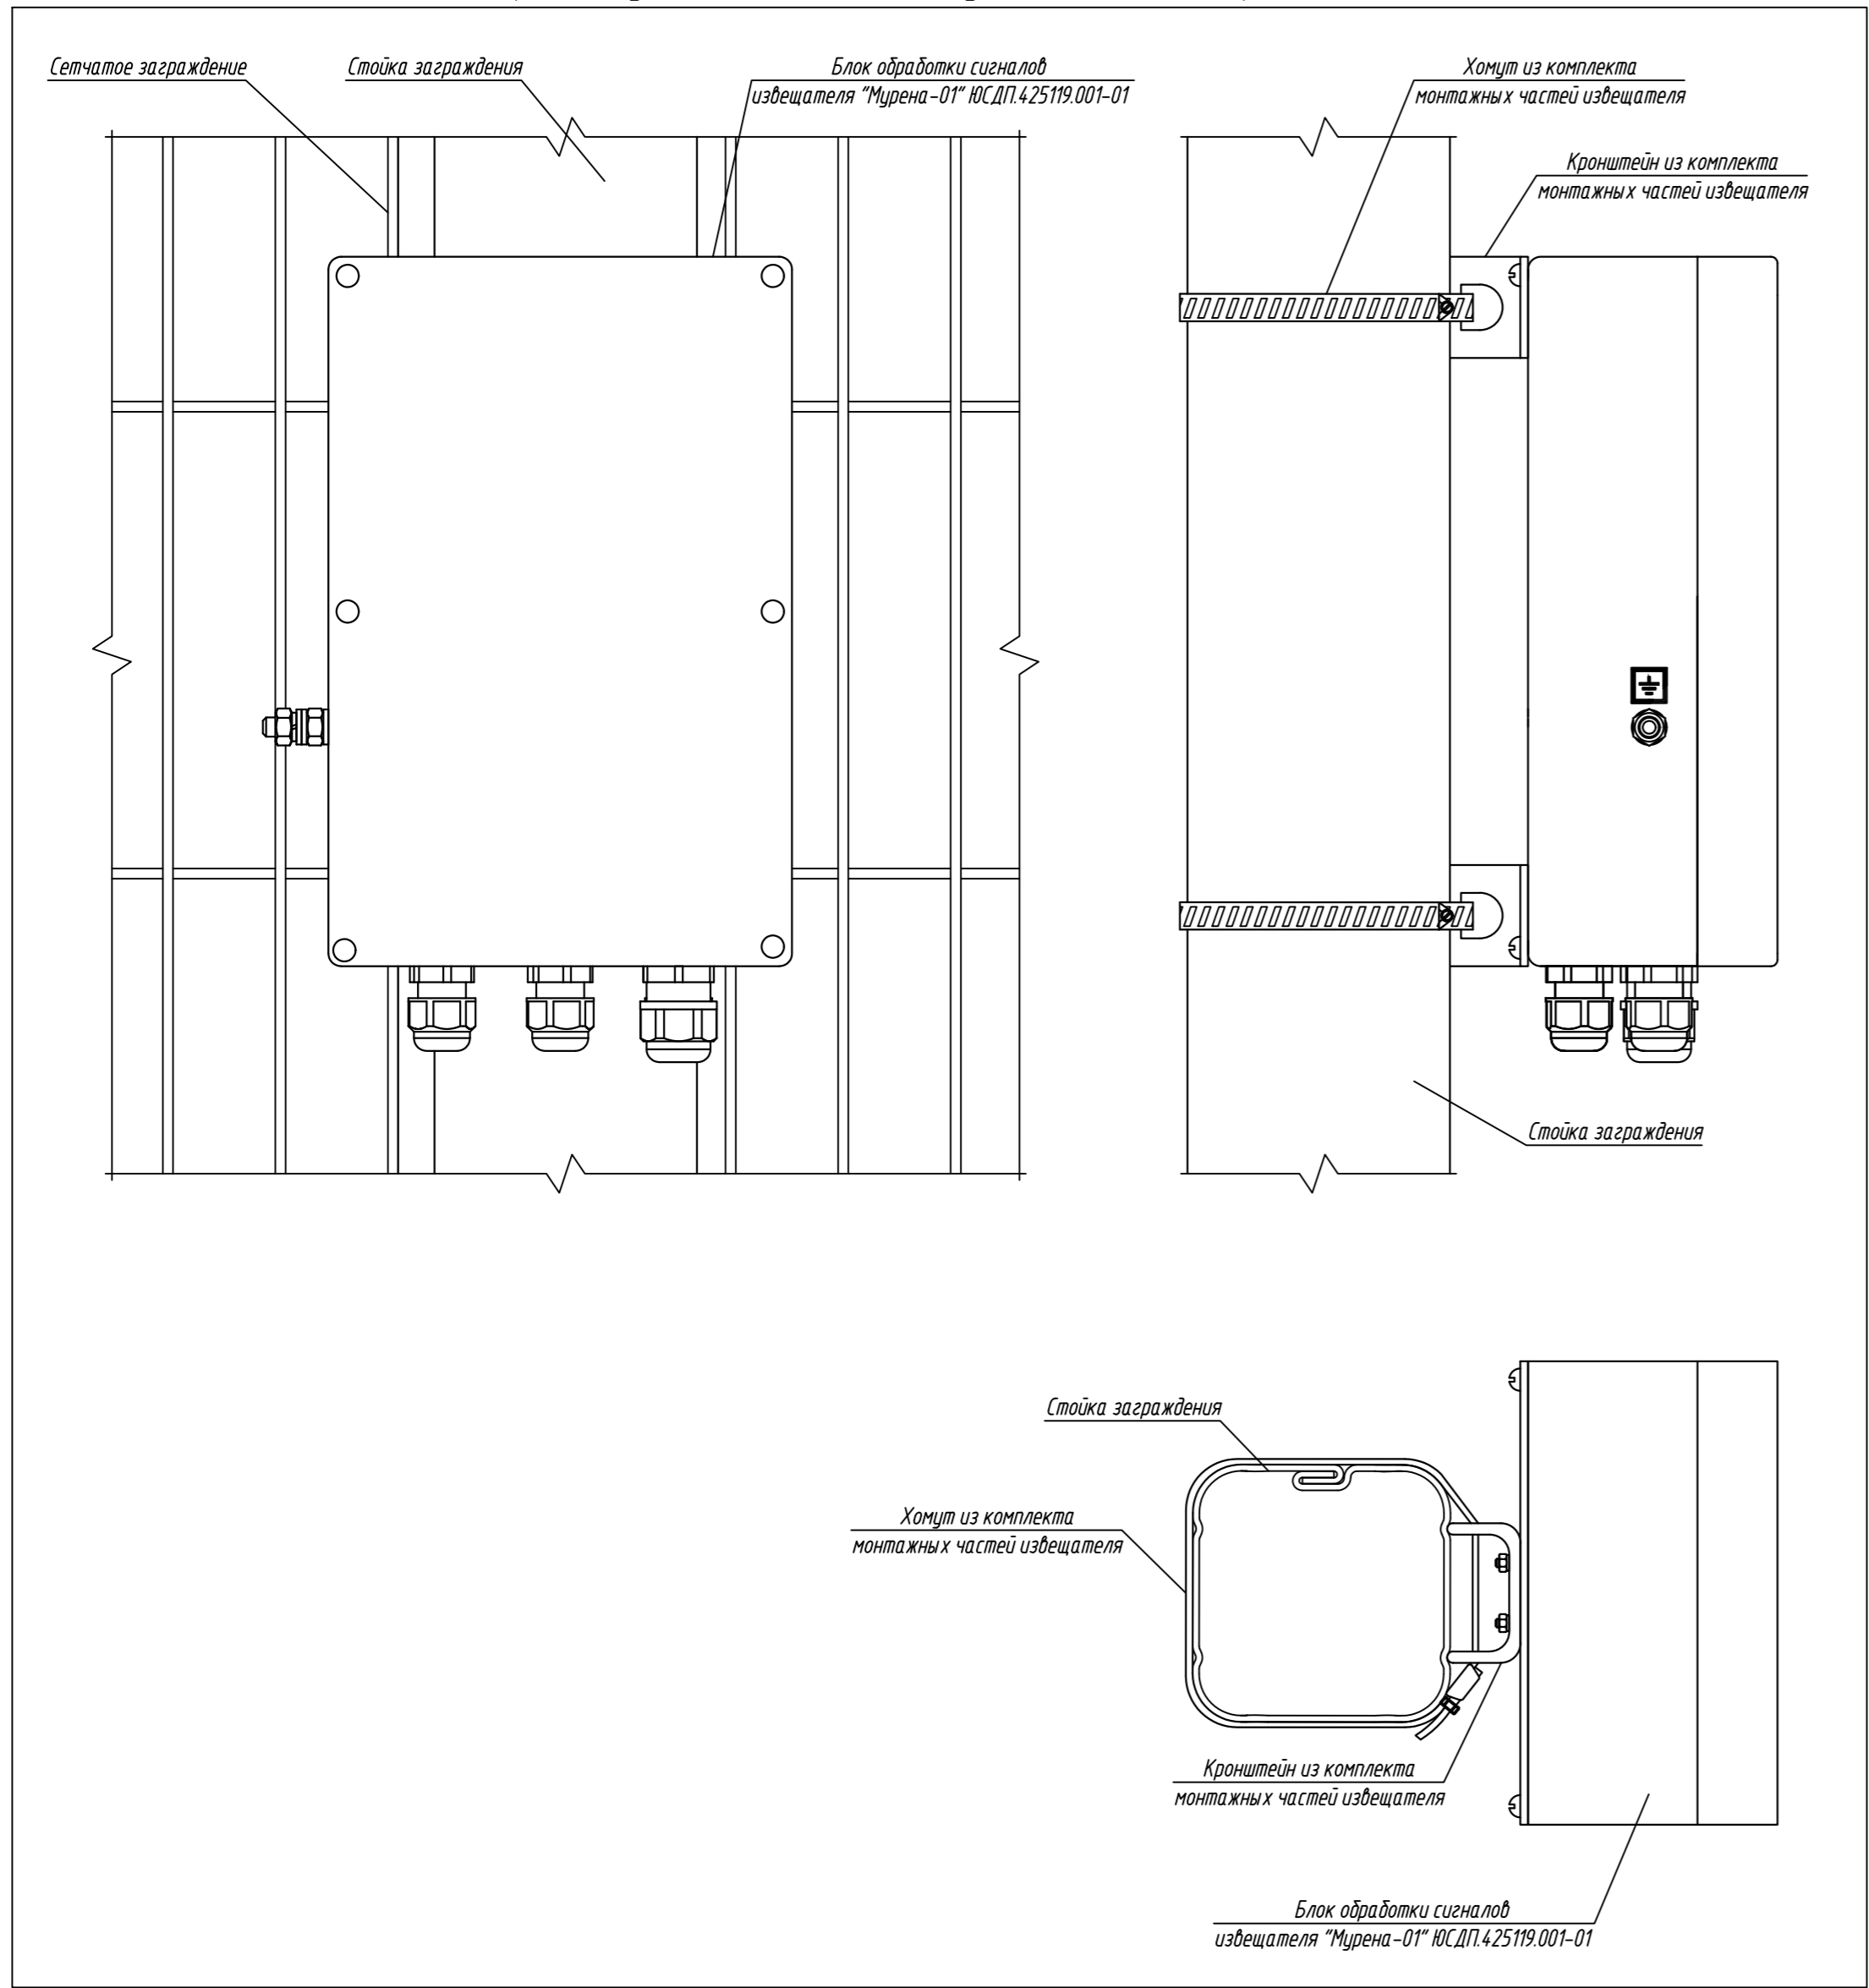 Сетчатое заграждение
Стойка заграждения
Блок обработки сигналов
извещателя "Мурена-01" ЮСДП.425119.001-01
Хомут из комплекта
монтажных частей извещателя
Кронштейн из комплекта
монтажных частей извещателя
Стойка заграждения
Стойка заграждения
Хомут из комплекта
монтажных частей извещателя
Кронштейн из комплекта
монтажных частей извещателя
Блок обработки сигналов
извещателя "Мурена-01" ЮСДП.425119.001-01